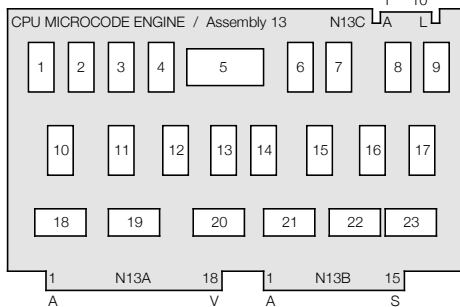 1 10
CPU MICROCODE ENGINE / Assembly 13 N13C A L
1 2 3 4 5 6 7 8 9
10 11 12 13 14 15 16 17
18 19 20 21 22 23
1 N13A 18 1 N13B 15
A V A S